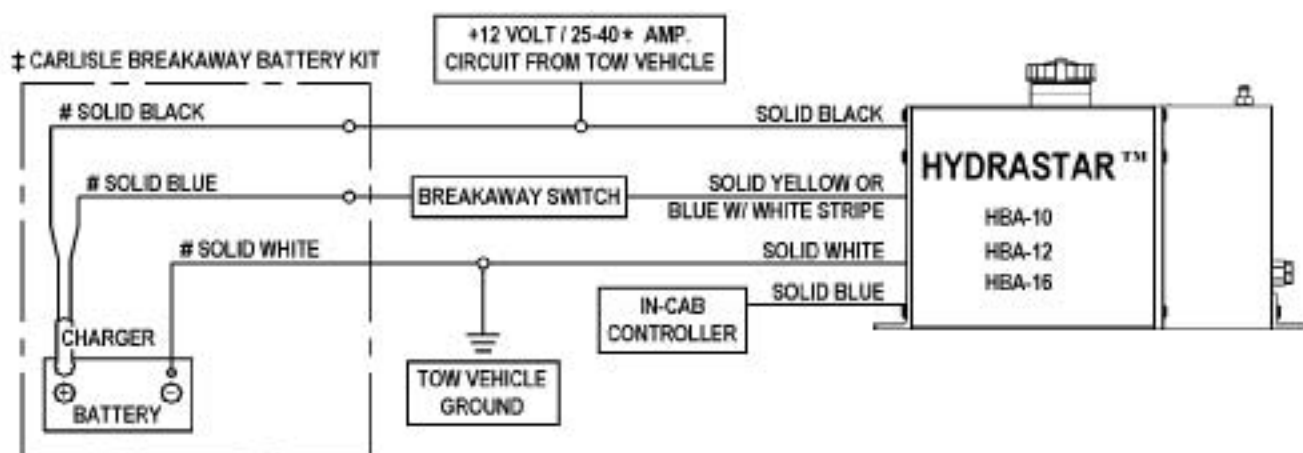 +12 VOLT / 25-40* AMP.
CIRCUIT FROM TOW VEHICLE
‡ CARLISLE BREAKAWAY BATTERY KIT
# SOLID BLACK
SOLID BLACK
HYDRASTAR™
# SOLID BLUE
BREAKAWAY SWITCH
SOLID YELLOW OR
BLUE W/ WHITE STRIPE
HBA-10
HBA-12
HBA-16
# SOLID WHITE
SOLID WHITE
SOLID BLUE
IN-CAB
CONTROLLER
CHARGER
+ −
BATTERY
TOW VEHICLE
GROUND